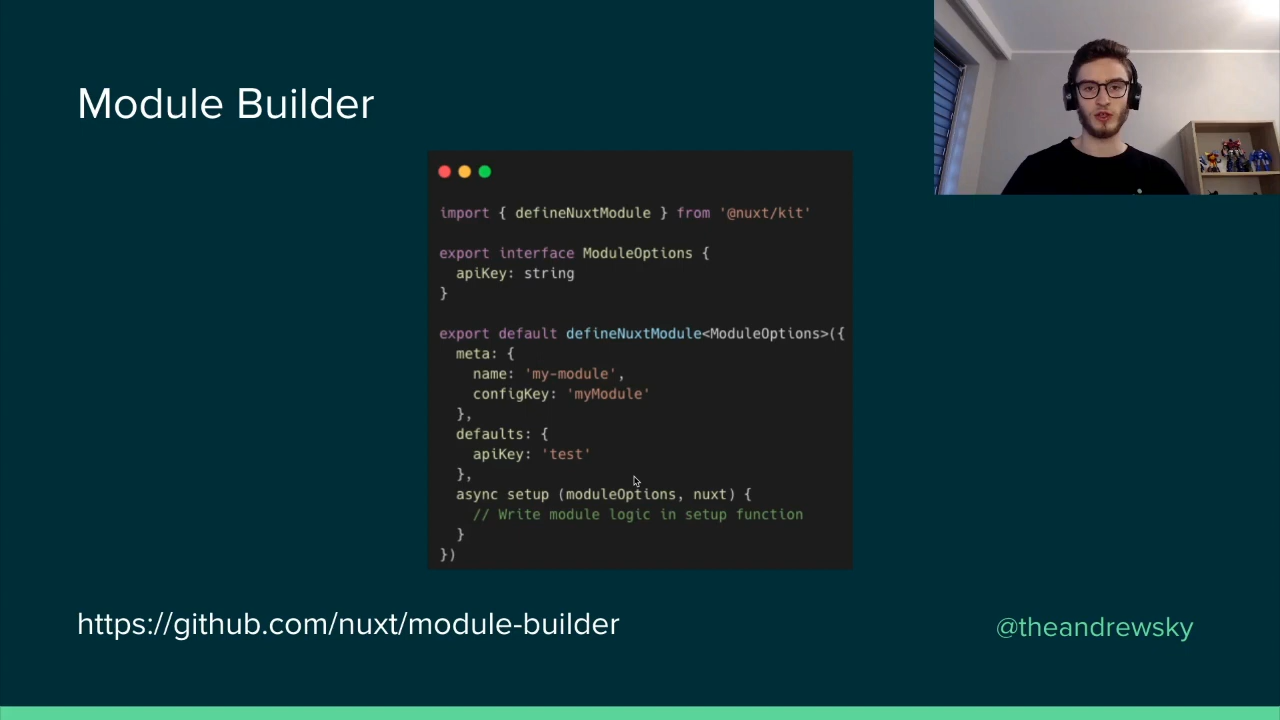 Module Builder
import { defineNuxtModule } from '@nuxt/kit'
export interface ModuleOptions {
  apiKey: string
}
export default defineNuxtModule<ModuleOptions>({
  meta: {
    name: 'my-module',
    configKey: 'myModule'
  },
  defaults: {
    apiKey: 'test'
  },
  async setup (moduleOptions, nuxt) {
    // Write module logic in setup function
  }
})
https://github.com/nuxt/module-builder
@theandrewsky